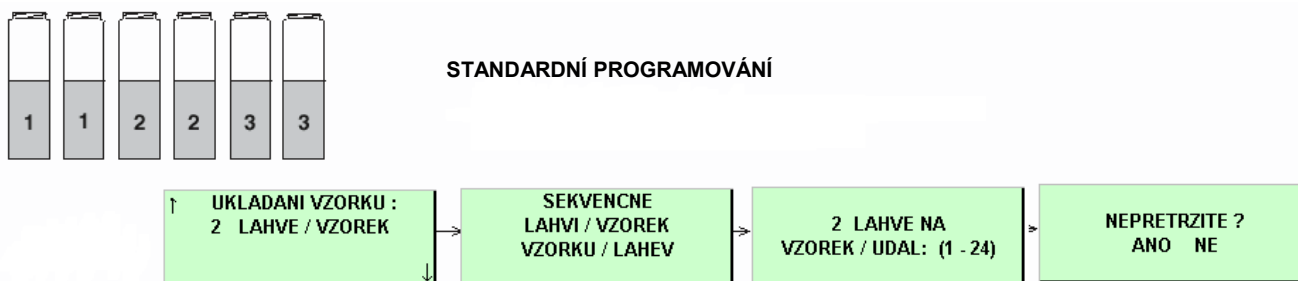 STANDARDNÍ PROGRAMOVÁNÍ
1 1 2 2 3 3
UKLADANI VZORKU :
2 LAHVE / VZOREK
SEKVENCNE
LAHVI / VZOREK
VZORKU / LAHEV
2 LAHVE NA
VZOREK / UDAL: (1 - 24)
NEPRETRZITE ?
ANO NE